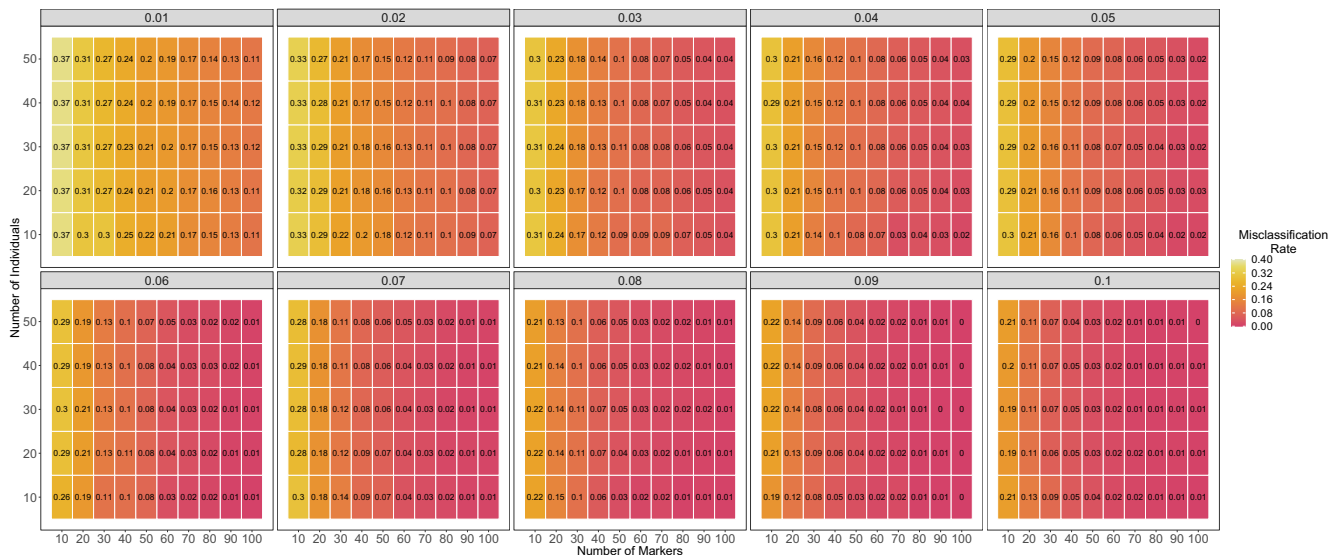 0.01 0.02 0.03 0.04 0.05
50 0.37 0.31 0.27 0.24 0.2 0.19 0.17 0.14 0.13 0.11 0.33 0.27 0.21 0.17 0.15 0.12 0.11 0.09 0.08 0.07 0.3 0.23 0.18 0.14 0.1 0.08 0.07 0.05 0.04 0.04 0.3 0.21 0.16 0.12 0.1 0.08 0.06 0.05 0.04 0.03 0.29 0.2 0.15 0.12 0.09 0.08 0.06 0.05 0.03 0.02
40 0.37 0.31 0.27 0.24 0.2 0.19 0.17 0.15 0.14 0.12 0.33 0.28 0.21 0.17 0.15 0.12 0.11 0.1 0.08 0.07 0.31 0.23 0.18 0.13 0.1 0.08 0.07 0.05 0.04 0.04 0.29 0.21 0.15 0.12 0.1 0.08 0.06 0.05 0.04 0.04 0.29 0.2 0.15 0.12 0.09 0.08 0.06 0.05 0.03 0.02
30 0.37 0.31 0.27 0.23 0.21 0.2 0.17 0.15 0.13 0.12 0.33 0.29 0.21 0.18 0.16 0.13 0.11 0.1 0.08 0.07 0.31 0.24 0.18 0.13 0.11 0.08 0.08 0.06 0.05 0.04 0.3 0.21 0.15 0.12 0.1 0.08 0.06 0.05 0.04 0.03 0.29 0.2 0.16 0.11 0.08 0.07 0.05 0.04 0.03 0.02
20 0.37 0.31 0.27 0.24 0.21 0.2 0.17 0.16 0.13 0.11 0.32 0.29 0.21 0.18 0.16 0.13 0.11 0.1 0.08 0.07 0.3 0.23 0.17 0.12 0.1 0.08 0.08 0.06 0.05 0.04 0.3 0.21 0.15 0.11 0.1 0.08 0.06 0.05 0.04 0.03 0.29 0.21 0.16 0.11 0.09 0.08 0.06 0.04 0.03 0.03
10 0.37 0.3 0.3 0.25 0.22 0.21 0.17 0.15 0.13 0.11 0.33 0.29 0.22 0.2 0.18 0.12 0.11 0.1 0.09 0.07 0.31 0.24 0.17 0.12 0.09 0.09 0.09 0.07 0.05 0.04 0.3 0.21 0.14 0.1 0.08 0.07 0.03 0.04 0.03 0.02 0.3 0.21 0.16 0.1 0.08 0.06 0.05 0.04 0.02 0.02
Number of Individuals
Misclassification
Rate
0.40
0.32
0.24
0.16
0.08
0.00
0.06 0.07 0.08 0.09 0.1
50 0.29 0.19 0.13 0.1 0.07 0.05 0.03 0.02 0.02 0.01 0.28 0.18 0.11 0.08 0.06 0.05 0.03 0.02 0.01 0.01 0.21 0.13 0.1 0.06 0.05 0.03 0.02 0.01 0.01 0.01 0.22 0.14 0.09 0.06 0.04 0.02 0.02 0.01 0.01 0 0.21 0.11 0.07 0.04 0.03 0.02 0.01 0.01 0.01 0
40 0.29 0.19 0.13 0.1 0.08 0.04 0.03 0.03 0.02 0.01 0.28 0.18 0.11 0.08 0.06 0.04 0.03 0.02 0.01 0.01 0.21 0.14 0.1 0.06 0.05 0.03 0.02 0.02 0.01 0.01 0.22 0.14 0.09 0.06 0.04 0.02 0.02 0.01 0.01 0 0.2 0.11 0.07 0.05 0.03 0.02 0.02 0.01 0.01 0.01
30 0.3 0.21 0.13 0.1 0.08 0.04 0.03 0.02 0.01 0.01 0.28 0.18 0.12 0.08 0.06 0.04 0.03 0.02 0.01 0.01 0.22 0.14 0.11 0.07 0.05 0.03 0.02 0.02 0.01 0.01 0.22 0.14 0.08 0.06 0.04 0.02 0.01 0.01 0 0 0.19 0.11 0.07 0.05 0.03 0.02 0.01 0.01 0.01 0.01
20 0.29 0.21 0.13 0.11 0.08 0.04 0.03 0.02 0.01 0.01 0.28 0.18 0.12 0.09 0.07 0.04 0.03 0.02 0.01 0.01 0.22 0.14 0.11 0.07 0.04 0.03 0.02 0.02 0.01 0.01 0.21 0.13 0.09 0.06 0.04 0.03 0.02 0.01 0.01 0 0.19 0.11 0.06 0.05 0.03 0.02 0.02 0.01 0.01 0.01
10 0.26 0.19 0.11 0.1 0.08 0.03 0.02 0.02 0.01 0.01 0.3 0.18 0.14 0.09 0.07 0.04 0.03 0.02 0.01 0.01 0.22 0.15 0.1 0.06 0.03 0.02 0.02 0.02 0.01 0.01 0.19 0.12 0.08 0.05 0.03 0.02 0.02 0.01 0.01 0 0.21 0.13 0.09 0.05 0.04 0.02 0.02 0.01 0.01 0.01
10 20 30 40 50 60 70 80 90 100 10 20 30 40 50 60 70 80 90 100 10 20 30 40 50 60 70 80 90 100 10 20 30 40 50 60 70 80 90 100 10 20 30 40 50 60 70 80 90 100
Number of Markers